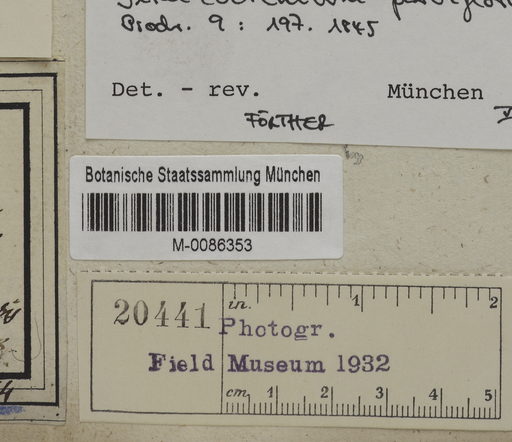 Prodr. 9: 197. 1845
Det. - rev. München
FÖRTHER
Botanische Staatssammlung München
M-0086353
20441
in. 1 2
Photogr.
Field Museum 1932
cm. 1 2 3 4 5